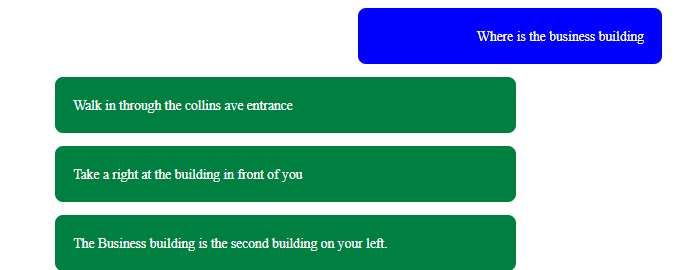 Where is the business building
Walk in through the collins ave entrance
Take a right at the building in front of you
The Business building is the second building on your left.